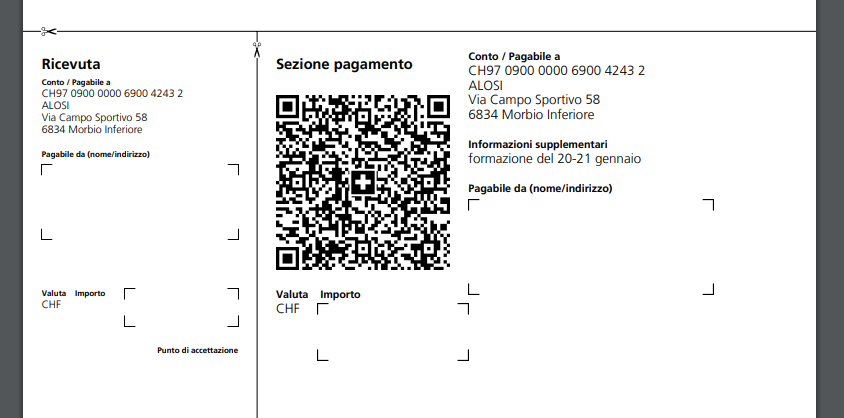 Ricevuta
Conto / Pagabile a
CH97 0900 0000 6900 4243 2
ALOSI
Via Campo Sportivo 58
6834 Morbio Inferiore
Pagabile da (nome/indirizzo)
Valuta Importo
CHF
Punto di accettazione
Sezione pagamento
Valuta Importo
CHF
Conto / Pagabile a
CH97 0900 0000 6900 4243 2
ALOSI
Via Campo Sportivo 58
6834 Morbio Inferiore
Informazioni supplementari
formazione del 20-21 gennaio
Pagabile da (nome/indirizzo)